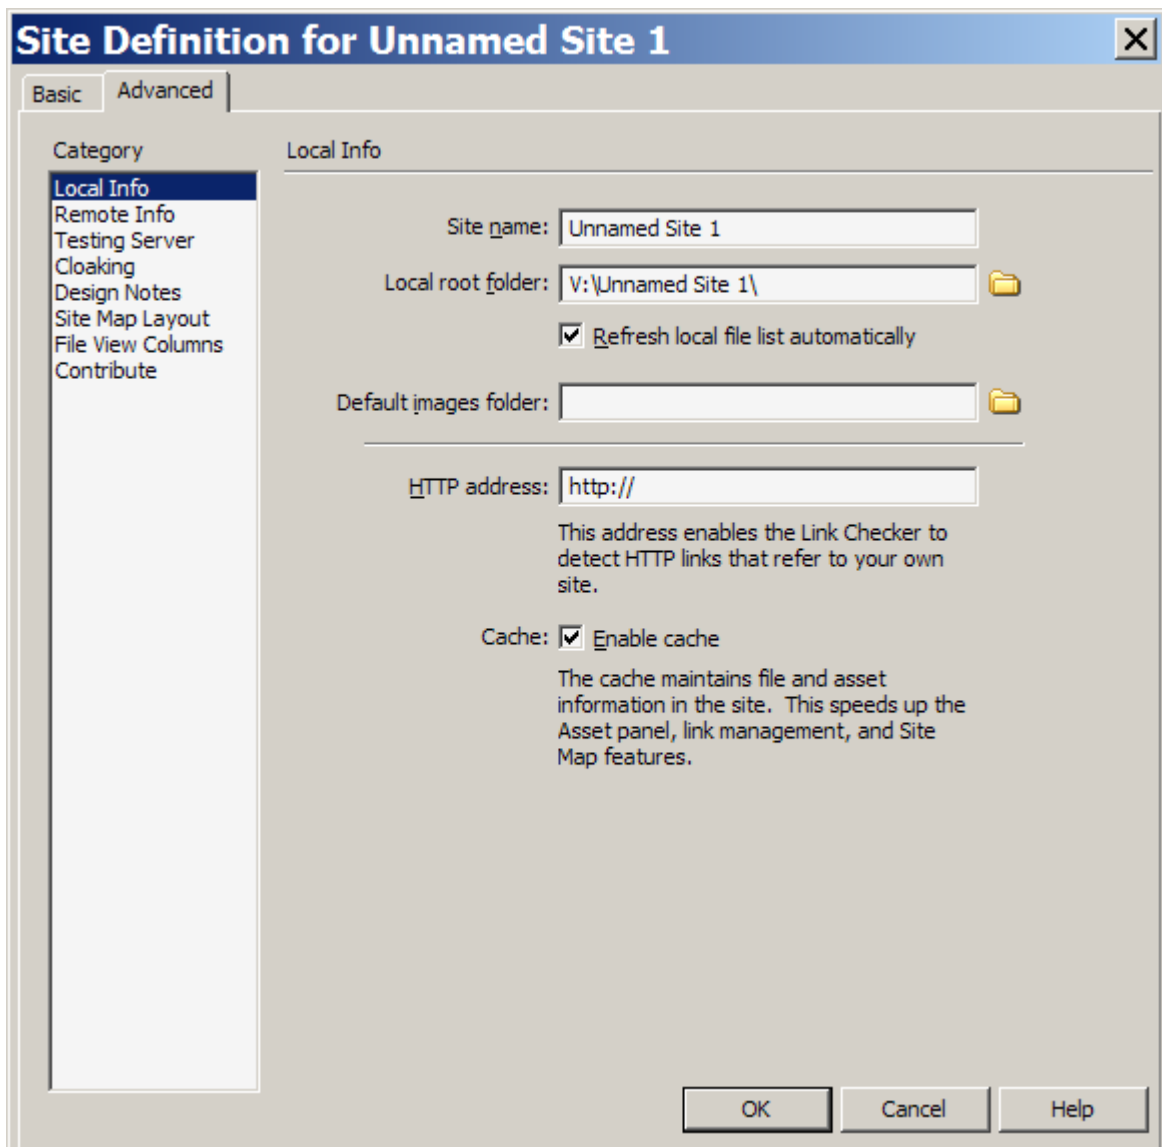 Site Definition for Unnamed Site 1
Basic
Advanced
Category
Local Info
Remote Info
Testing Server
Cloaking
Design Notes
Site Map Layout
File View Columns
Contribute
Local Info
Site name: Unnamed Site 1
Local root folder: V:\Unnamed Site 1\
Refresh local file list automatically
Default images folder:
HTTP address: http://
This address enables the Link Checker to
detect HTTP links that refer to your own
site.
Cache: Enable cache
The cache maintains file and asset
information in the site.  This speeds up the
Asset panel, link management, and Site
Map features.
OK
Cancel
Help